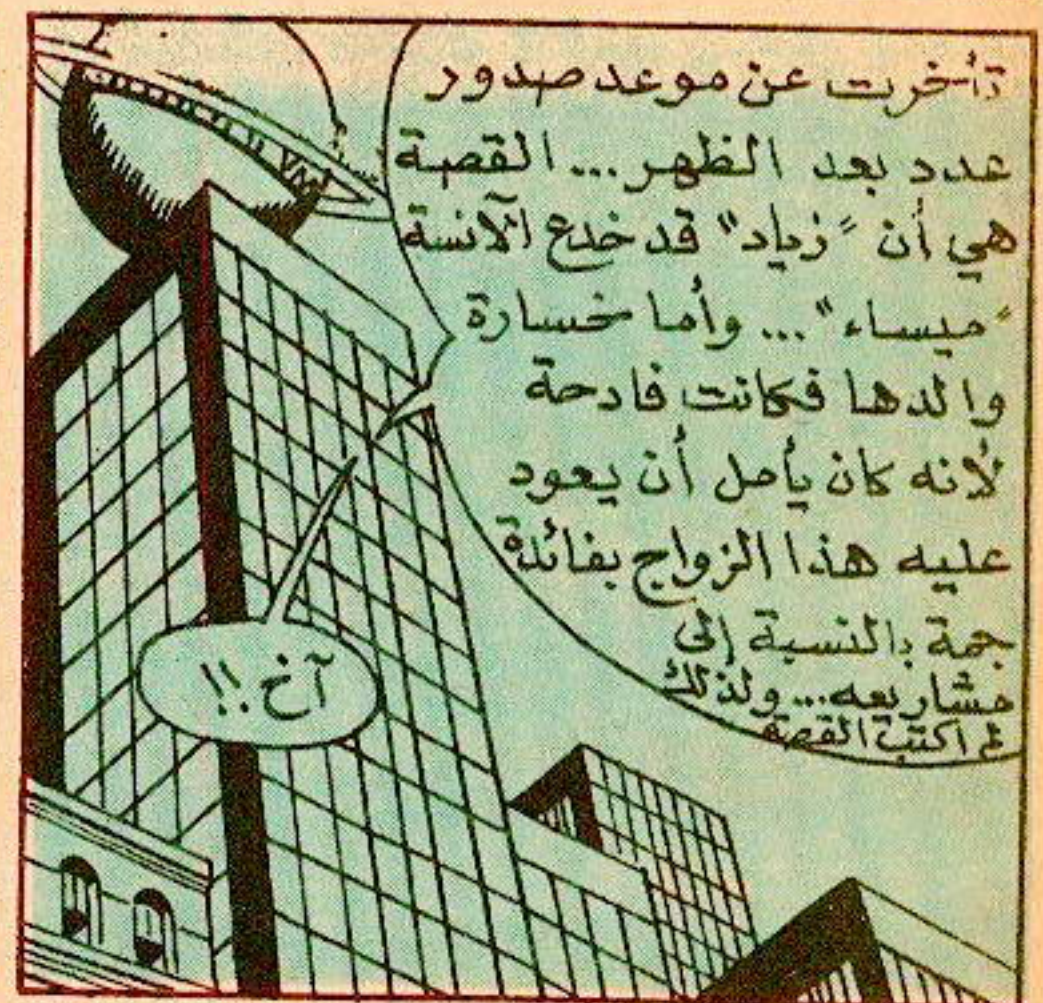 تأخرت عن موعد صدور
عدد بعد الظهر... القصة
هي أن "زياد" قد خدع الآنسة
"ميساء"... وأما خسارة
والدها فكانت فادحة
لأنه كان يأمل أن يعود
عليه هذا الزواج بفائدة
جمة بالنسبة إلى
مشاريعه... ولذلك
لم اكتب القصة
آخ!!